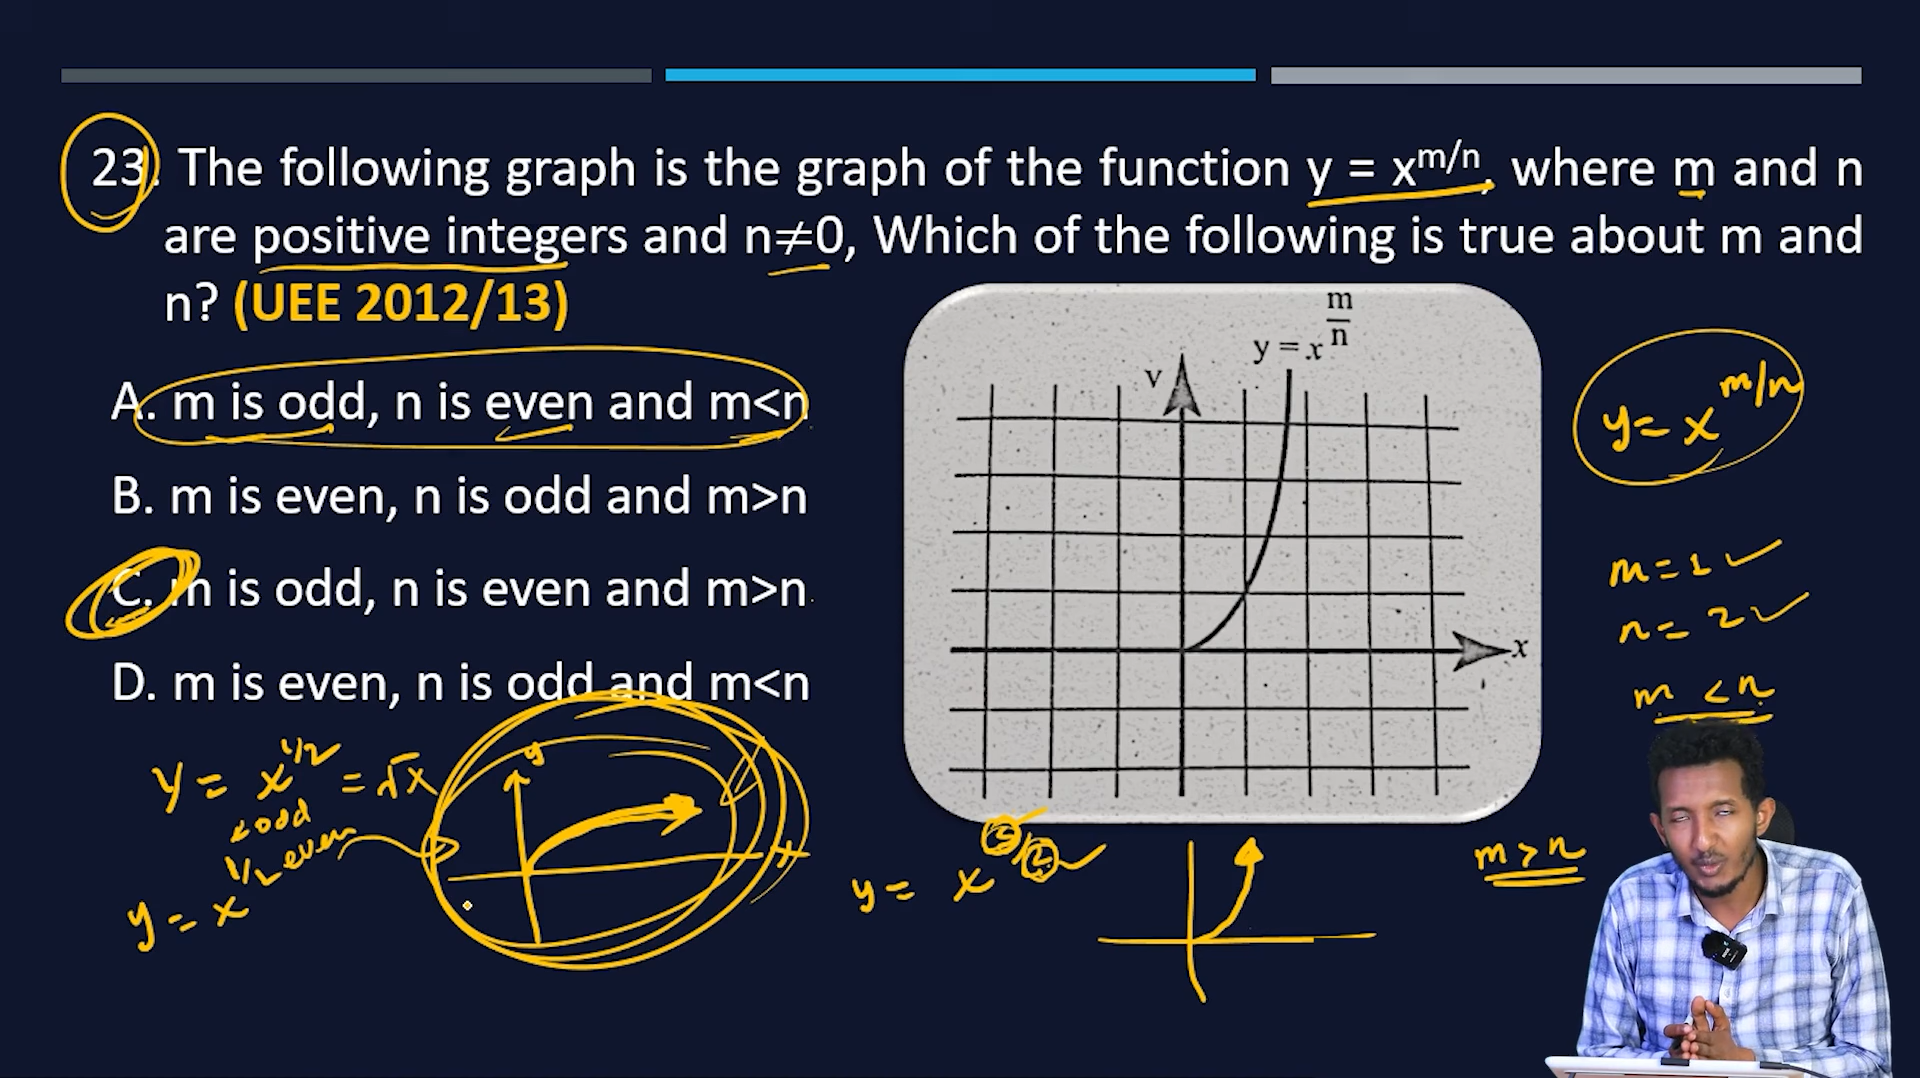 23. The following graph is the graph of the function y = x^m/n, where m and n
are positive integers and n≠0, Which of the following is true about m and
n? (UEE 2012/13)
A. m is odd, n is even and m<n
B. m is even, n is odd and m>n
C. m is odd, n is even and m>n
D. m is even, n is odd and m<n
y = x^m/n
x
y = x^m/n
m = 1
n = 2
m < n
y = x^1/2 = √x
odd
1/2 even
y = x
y
y = x^3/2
m > n